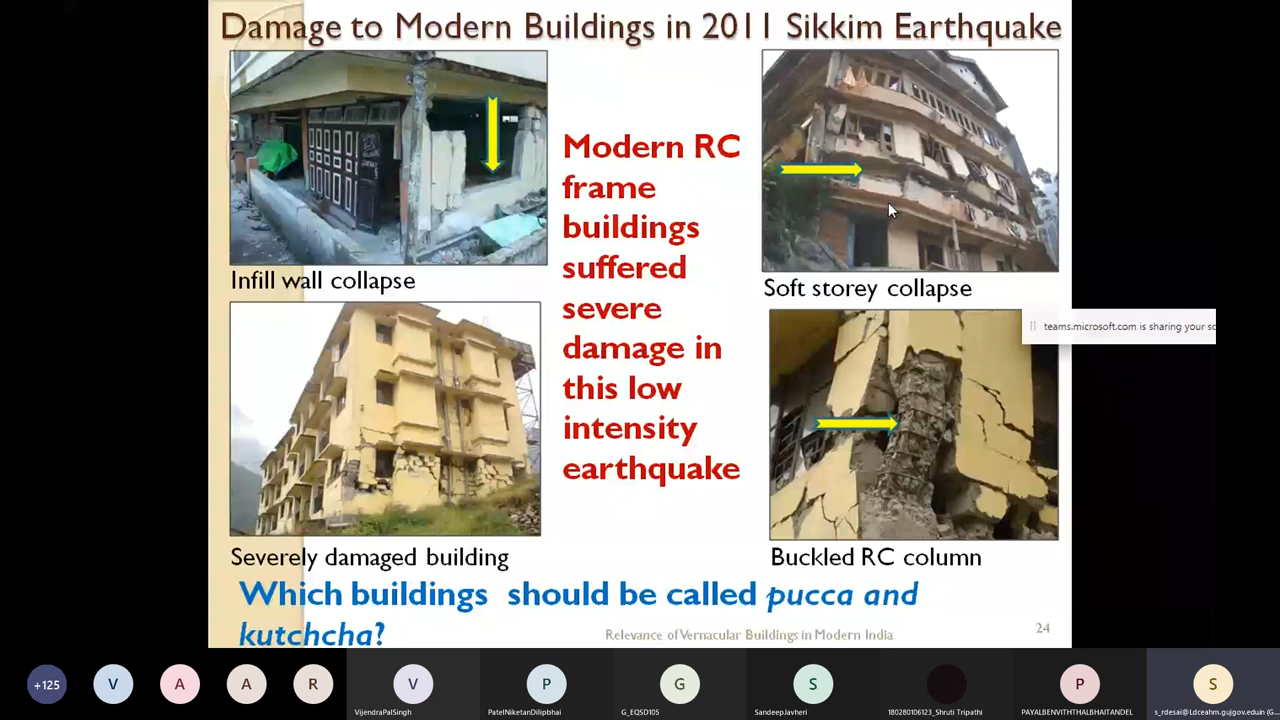 Damage to Modern Buildings in 2011 Sikkim Earthquake
Infill wall collapse
Modern RC
frame
buildings
suffered
severe
damage in
this low
intensity
earthquake
Soft storey collapse
teams.microsoft.com is sharing your sc
Severely damaged building
Buckled RC column
Which buildings should be called pucca and
kutchcha?
Relevance of Vernacular Buildings in Modern India
24
+125
V
A
A
R
V
VijendraPalSingh
P
PatelNiketanDilipbhai
G
G_EQSD105
S
SandeepJavheri
180280106123_Shruti Tripathi
P
PAYALBENVITHTHALBHAITANDEL
S
s_rdesai@Ldceahm.gujgov.eduin (G...